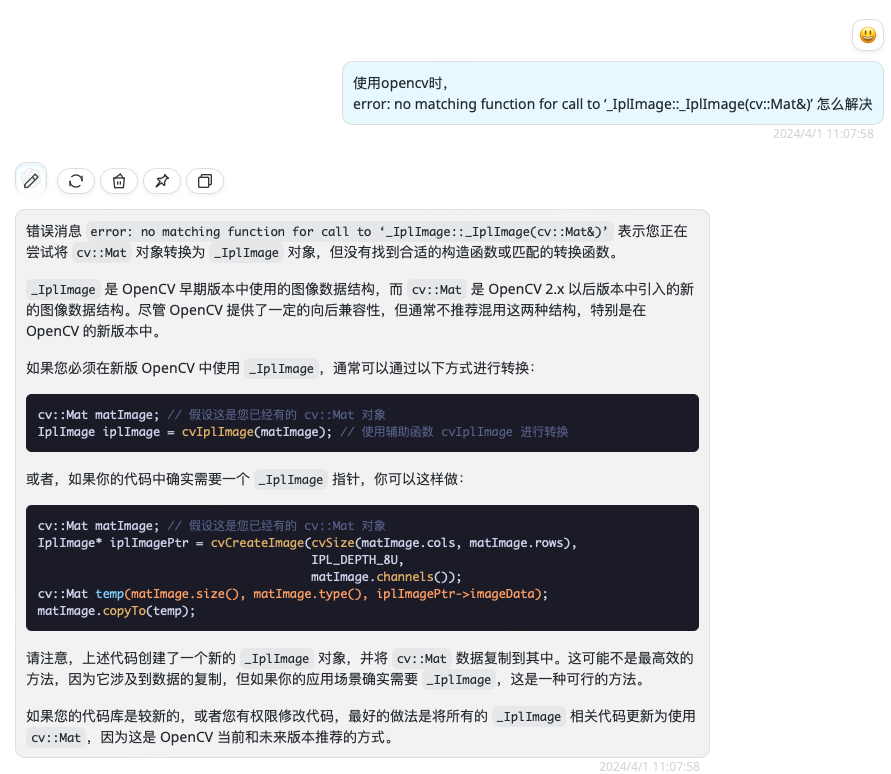 使用opencv时，
error: no matching function for call to ‘_IplImage::_IplImage(cv::Mat&)’ 怎么解决
2024/4/1 11:07:58
错误消息 error: no matching function for call to ‘_IplImage::_IplImage(cv::Mat&)’ 表示您正在
尝试将 cv::Mat 对象转换为 _IplImage 对象，但没有找到合适的构造函数或匹配的转换函数。
_IplImage 是 OpenCV 早期版本中使用的图像数据结构，而 cv::Mat 是 OpenCV 2.x 以后版本中引入的新
的图像数据结构。尽管 OpenCV 提供了一定的向后兼容性，但通常不推荐混用这两种结构，特别是在
OpenCV 的新版本中。
如果您必须在新版 OpenCV 中使用 _IplImage，通常可以通过以下方式进行转换：
cv::Mat matImage; // 假设这是您已经有的 cv::Mat 对象
IplImage iplImage = cvIplImage(matImage); // 使用辅助函数 cvIplImage 进行转换
或者，如果你的代码中确实需要一个 _IplImage 指针，你可以这样做：
cv::Mat matImage; // 假设这是您已经有的 cv::Mat 对象
IplImage* iplImagePtr = cvCreateImage(cvSize(matImage.cols, matImage.rows),
IPL_DEPTH_8U,
matImage.channels());
cv::Mat temp(matImage.size(), matImage.type(), iplImagePtr->imageData);
matImage.copyTo(temp);
请注意，上述代码创建了一个新的 _IplImage 对象，并将 cv::Mat 数据复制到其中。这可能不是最高效的
方法，因为它涉及到数据的复制，但如果你的应用场景确实需要 _IplImage，这是一种可行的方法。
如果您的代码库是较新的，或者您有权限修改代码，最好的做法是将所有的 _IplImage 相关代码更新为使用
cv::Mat，因为这是 OpenCV 当前和未来版本推荐的方式。
2024/4/1 11:07:58